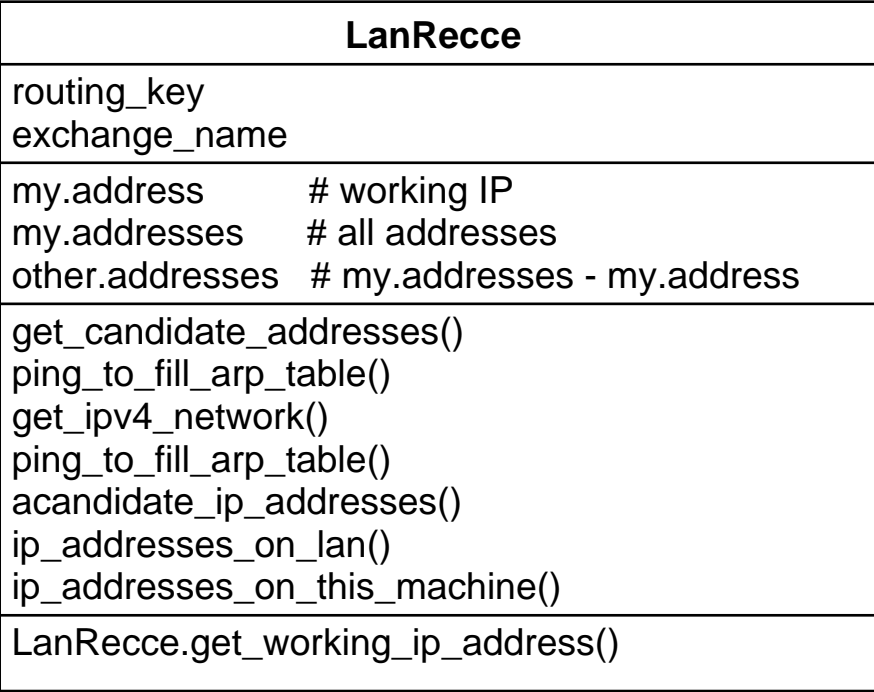 LanRecce
routing_key
exchange_name
my.address # working IP
my.addresses # all addresses
other.addresses # my.addresses - my.address
get_candidate_addresses()
ping_to_fill_arp_table()
get_ipv4_network()
ping_to_fill_arp_table()
acandidate_ip_addresses()
ip_addresses_on_lan()
ip_addresses_on_this_machine()
LanRecce.get_working_ip_address()